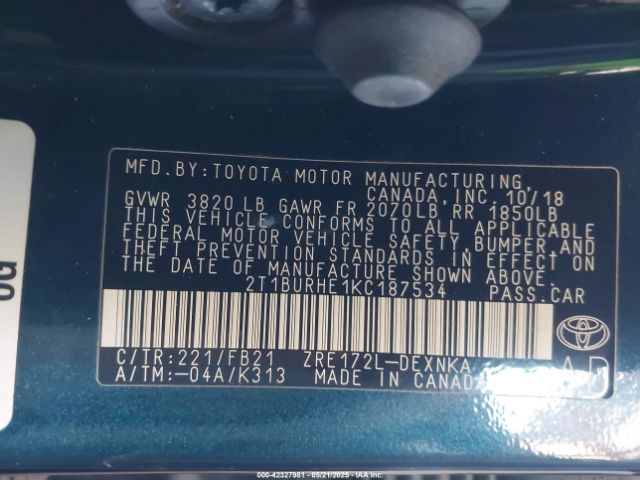 MFD.BY:TOYOTA MOTOR MANUFACTURING,
CANADA,INC. 10/18
GVWR 3820 LB GAWR FR 2070LB RR 1850LB
THIS VEHICLE CONFORMS TO ALL APPLICABLE
FEDERAL MOTOR VEHICLE SAFETY,BUMPER,AND
THEFT PREVENTION STANDARDS IN EFFECT ON
THE DATE OF MANUFACTURE SHOWN ABOVE.
2T1BURHE1KC187534 PASS.CAR
C/TR:221/FB21 ZRE172L-DEXNKA
A/TM:-04A/K313 MADE IN CANADA
000-42327981 - 05/21/2025 - IAAI.COM